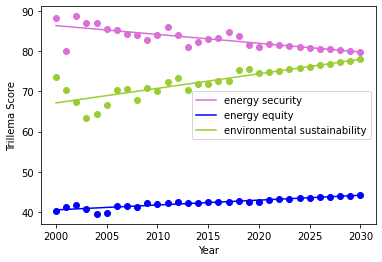 90
80
70
60
50
40
Trillema Score
energy security
energy equity
environmental sustainability
2000 2005 2010 2015 2020 2025 2030
Year